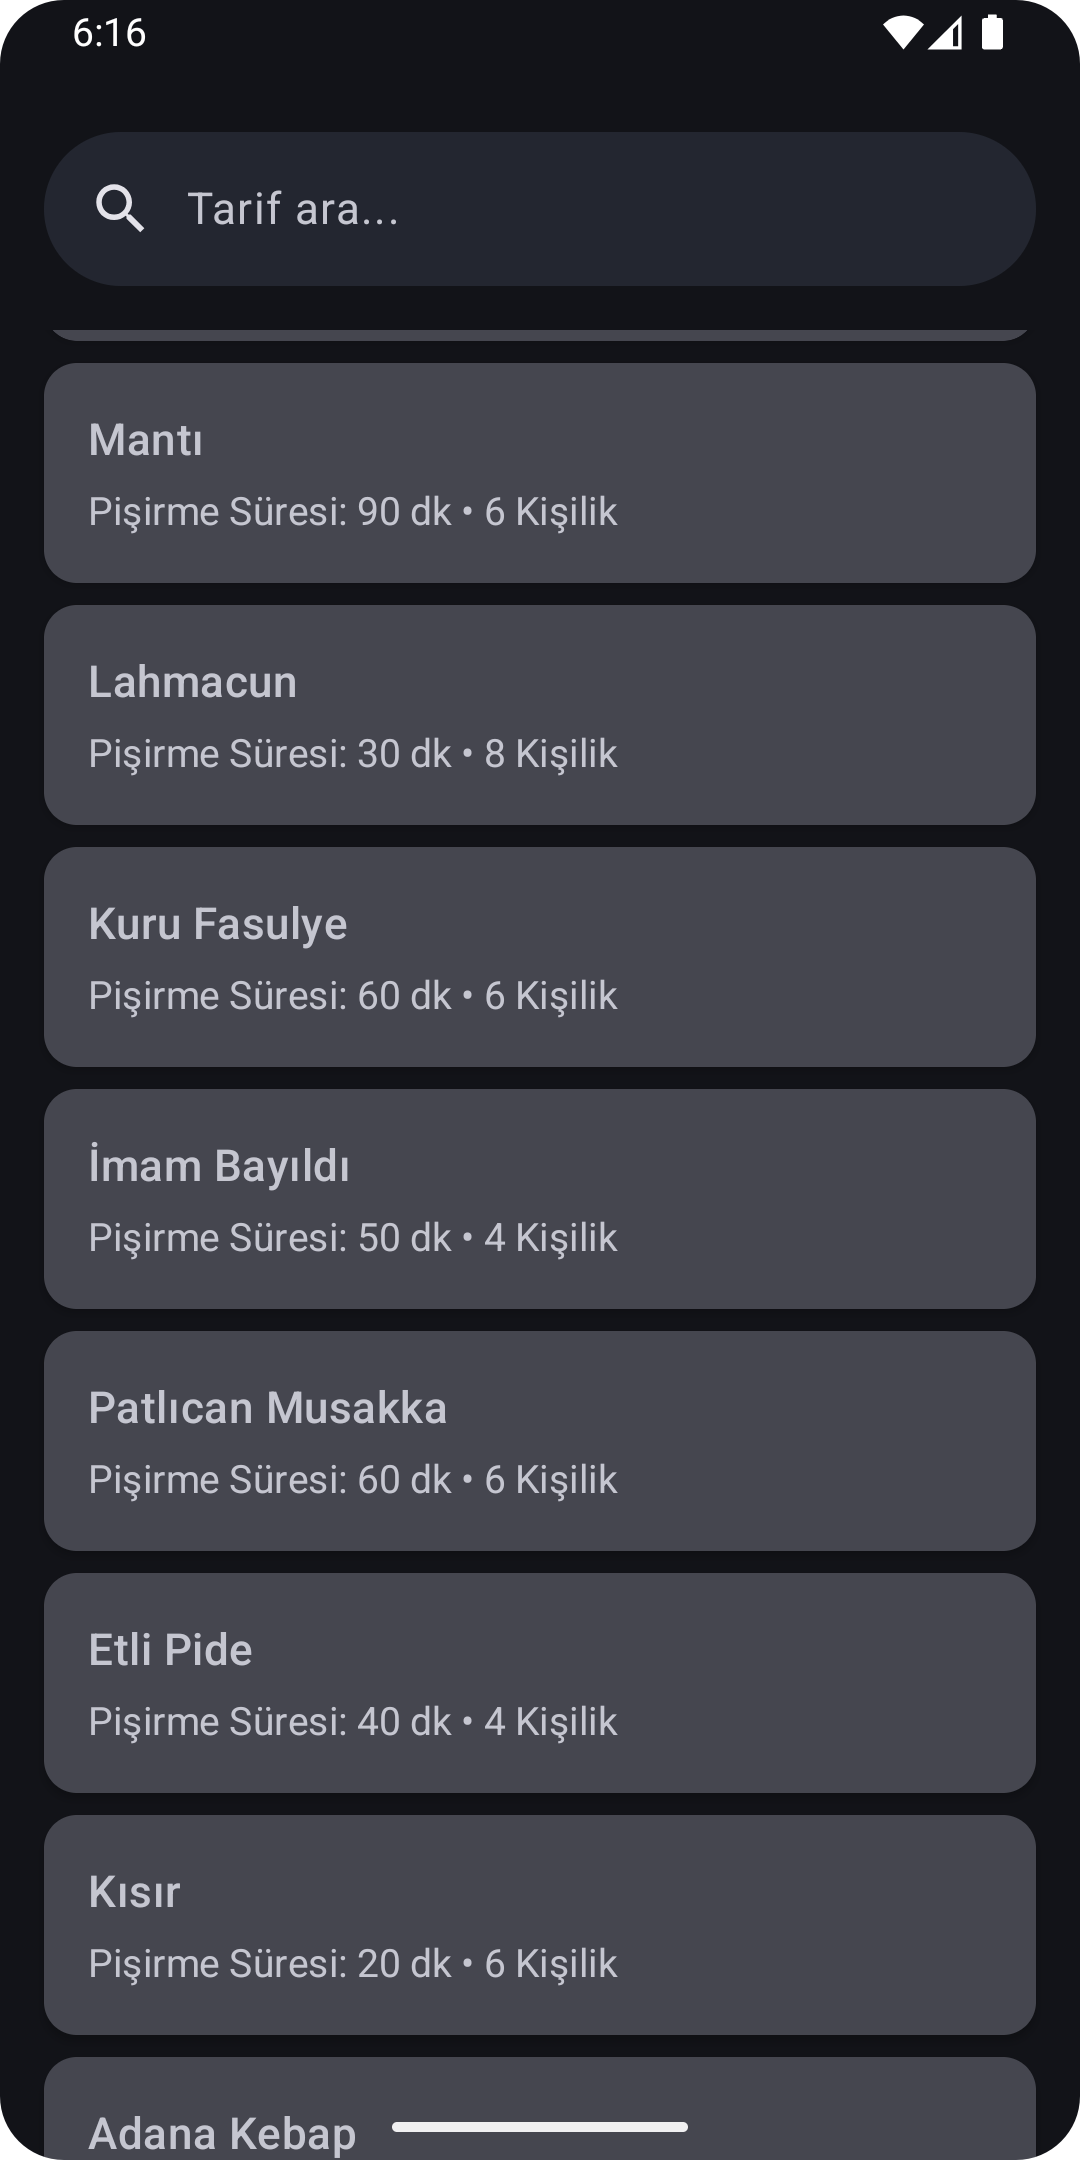 6:16
Tarif ara...
Mantı
Pişirme Süresi: 90 dk • 6 Kişilik
Lahmacun
Pişirme Süresi: 30 dk • 8 Kişilik
Kuru Fasulye
Pişirme Süresi: 60 dk • 6 Kişilik
İmam Bayıldı
Pişirme Süresi: 50 dk • 4 Kişilik
Patlıcan Musakka
Pişirme Süresi: 60 dk • 6 Kişilik
Etli Pide
Pişirme Süresi: 40 dk • 4 Kişilik
Kısır
Pişirme Süresi: 20 dk • 6 Kişilik
Adana Kebap